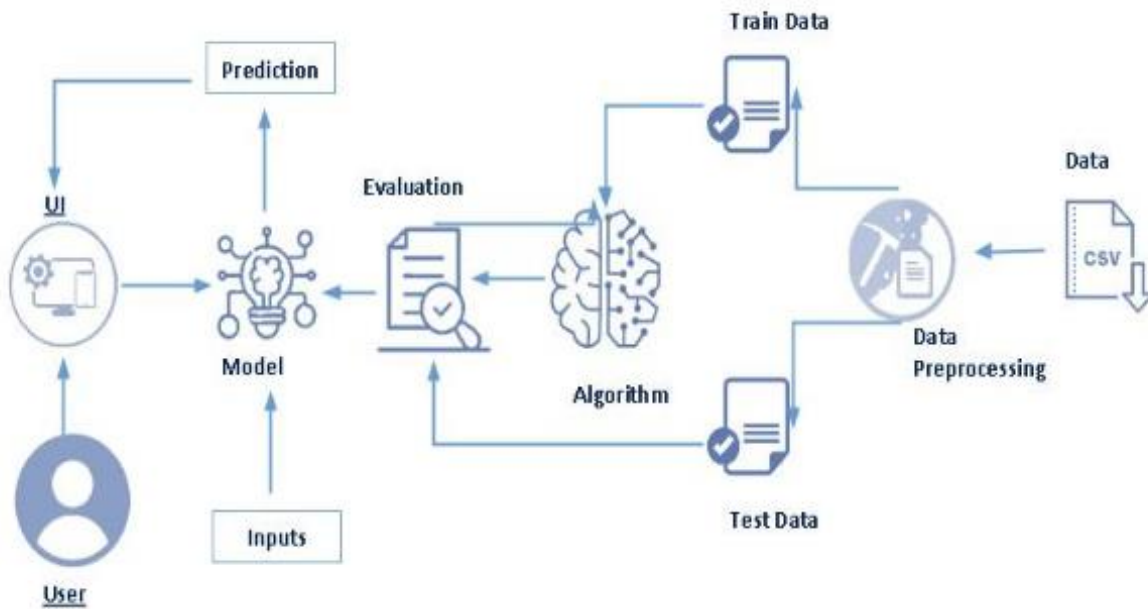 Train Data
Prediction
Data
Evaluation
UI
CSV
Data
Preprocessing
Model
Algorithm
Test Data
Inputs
User